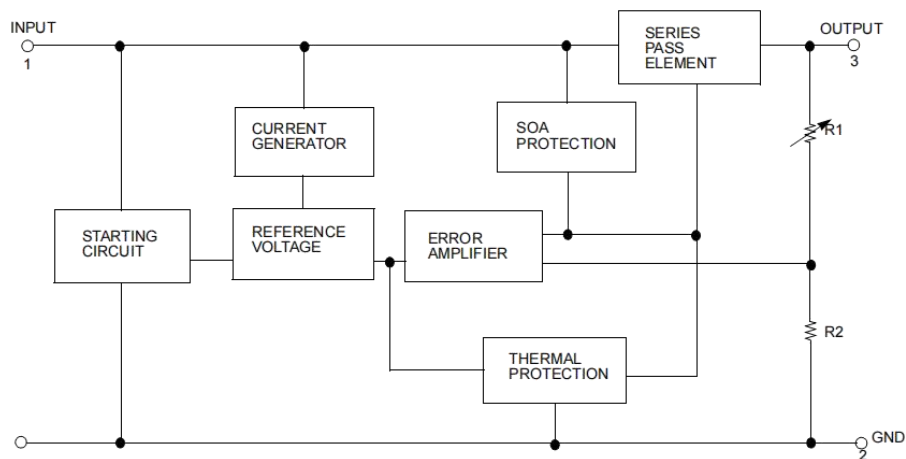 INPUT
1
SERIES
PASS
ELEMENT
OUTPUT
3
CURRENT
GENERATOR
SOA
PROTECTION
R1
STARTING
CIRCUIT
REFERENCE
VOLTAGE
ERROR
AMPLIFIER
R2
THERMAL
PROTECTION
GND
2